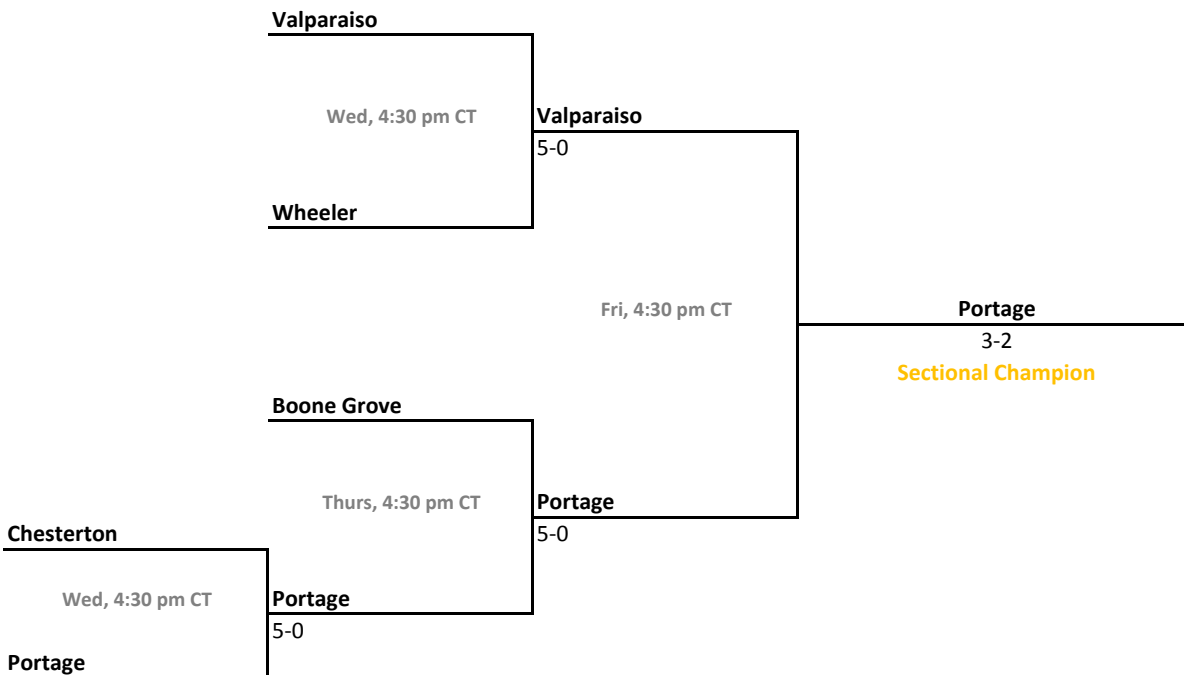 Valparaiso
Wed, 4:30 pm CT
Valparaiso
5-0
Wheeler
Fri, 4:30 pm CT
Portage
3-2
Sectional Champion
Boone Grove
Thurs, 4:30 pm CT
Portage
5-0
Chesterton
Wed, 4:30 pm CT
Portage
5-0
Portage